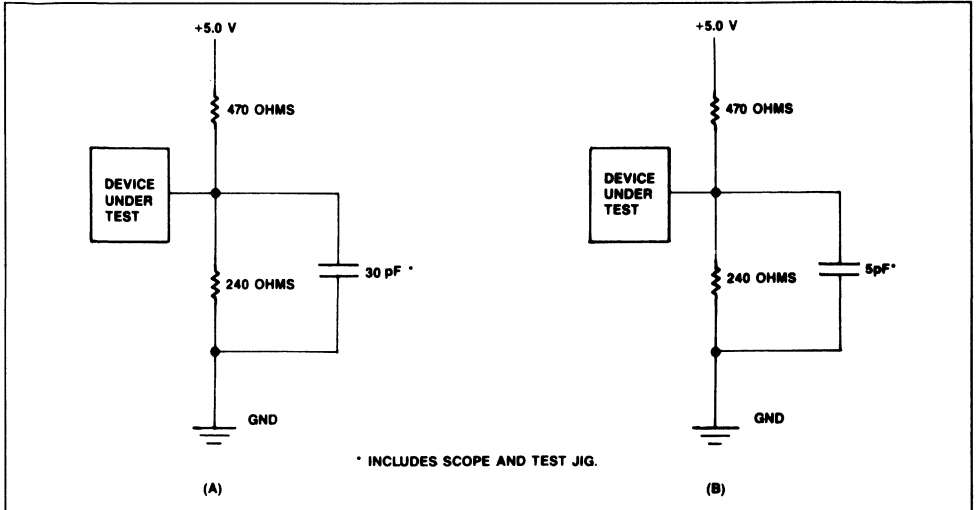 +5.0 V
470 OHMS
DEVICE
UNDER
TEST
240 OHMS
30 pF *
GND
+5.0 V
470 OHMS
DEVICE
UNDER
TEST
240 OHMS
5pF*
GND
* INCLUDES SCOPE AND TEST JIG.
(A)
(B)